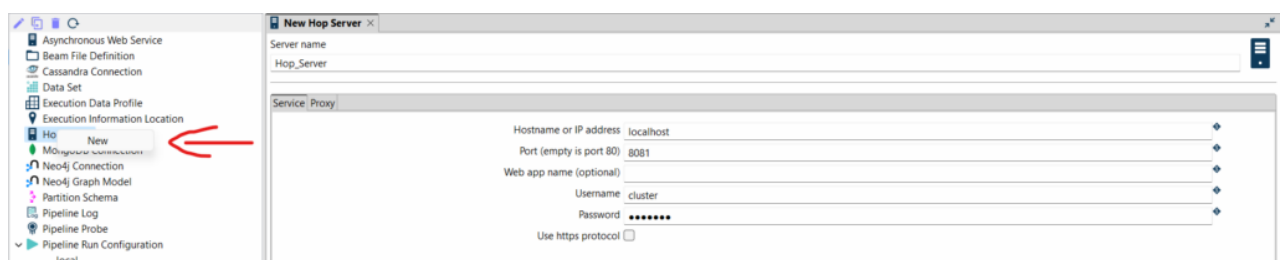 Asynchronous Web Service
Beam File Definition
Cassandra Connection
Data Set
Execution Data Profile
Execution Information Location
Ho
New
MongoDB Connection
Neo4j Connection
Neo4j Graph Model
Partition Schema
Pipeline Log
Pipeline Probe
Pipeline Run Configuration
local
New Hop Server
Server name
Hop_Server
Service Proxy
Hostname or IP address localhost
Port (empty is port 80) 8081
Web app name (optional)
Username cluster
Password •••••••
Use https protocol